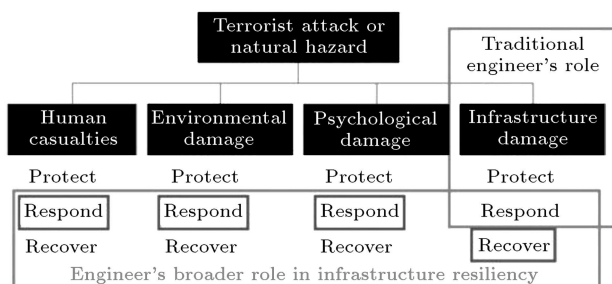 Terrorist attack or
natural hazard
Traditional
engineer's role
Human
casualties
Environmental
damage
Psychological
damage
Infrastructure
damage
Protect Protect Protect Protect
Respond Respond Respond Respond
Recover Recover Recover Recover
Engineer's broader role in infrastructure resiliency